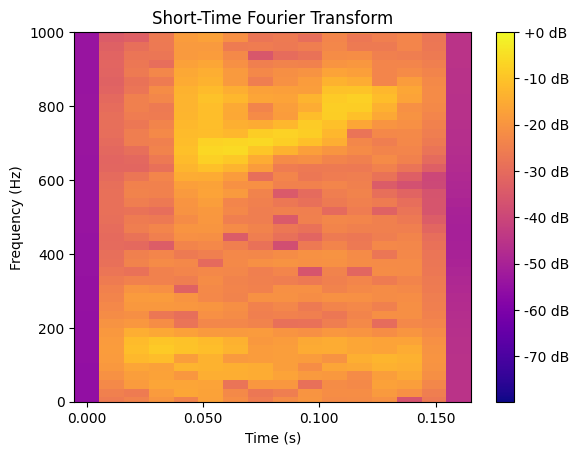 Short-Time Fourier Transform
1000
800
600
400
200
0
Frequency (Hz)
0.000
0.050
0.100
0.150
Time (s)
+0 dB
-10 dB
-20 dB
-30 dB
-40 dB
-50 dB
-60 dB
-70 dB